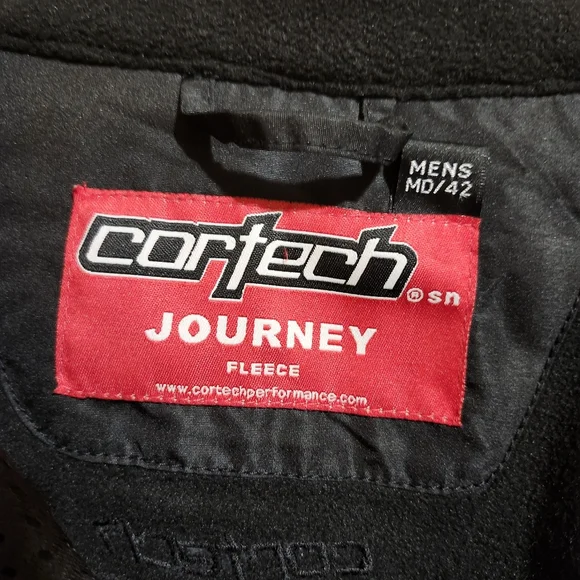 MENS
MD/42
cortech
®sn
JOURNEY
FLEECE
www.cortechperformance.com